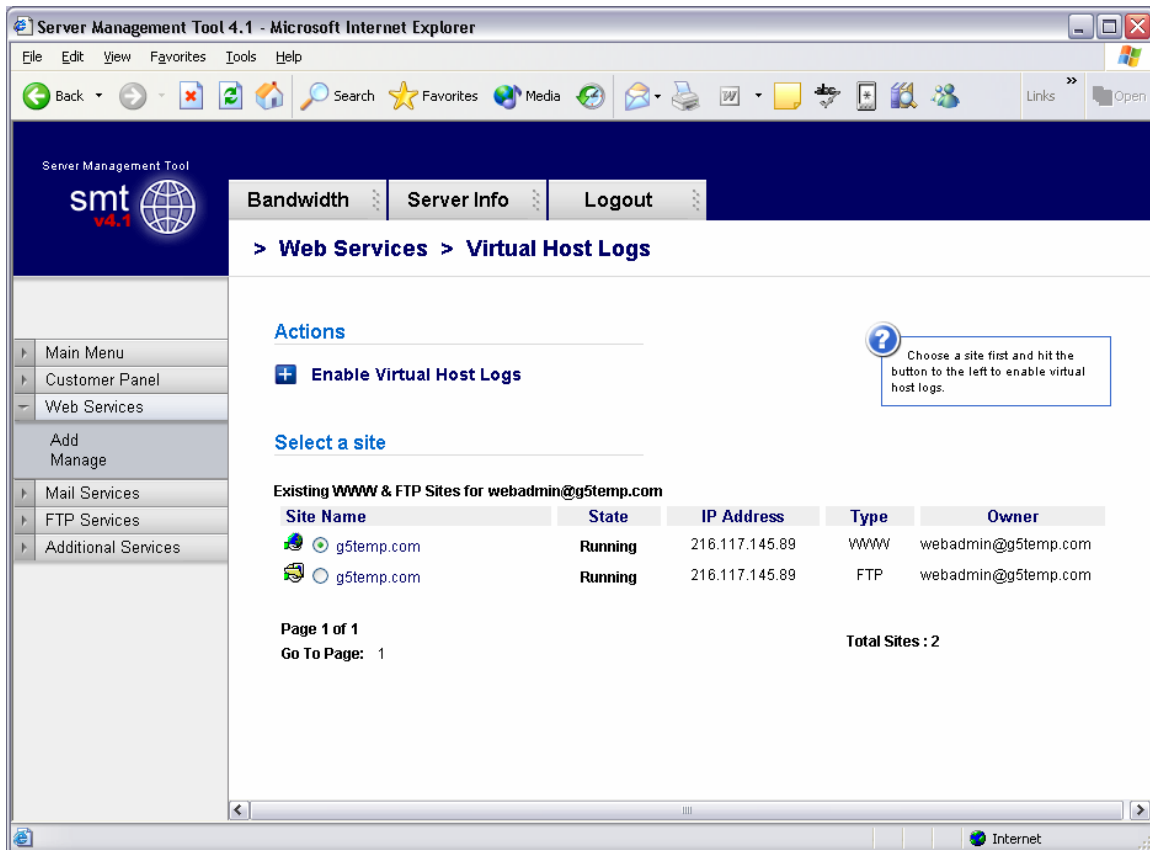 Server Management Tool 4.1 - Microsoft Internet Explorer
File Edit View Favorites Tools Help
Back Search Favorites Media Links » Open
Server Management Tool
smt
v4.1
Bandwidth Server Info Logout
> Web Services > Virtual Host Logs
Main Menu
Customer Panel
Web Services
Add
Manage
Mail Services
FTP Services
Additional Services
Actions
Enable Virtual Host Logs
?
Choose a site first and hit the
button to the left to enable virtual
host logs.
Select a site
Existing WWW & FTP Sites for webadmin@g5temp.com
Site Name State IP Address Type Owner
g5temp.com Running 216.117.145.89 WWW webadmin@g5temp.com
g5temp.com Running 216.117.145.89 FTP webadmin@g5temp.com
Page 1 of 1
Go To Page: 1
Total Sites : 2
Internet